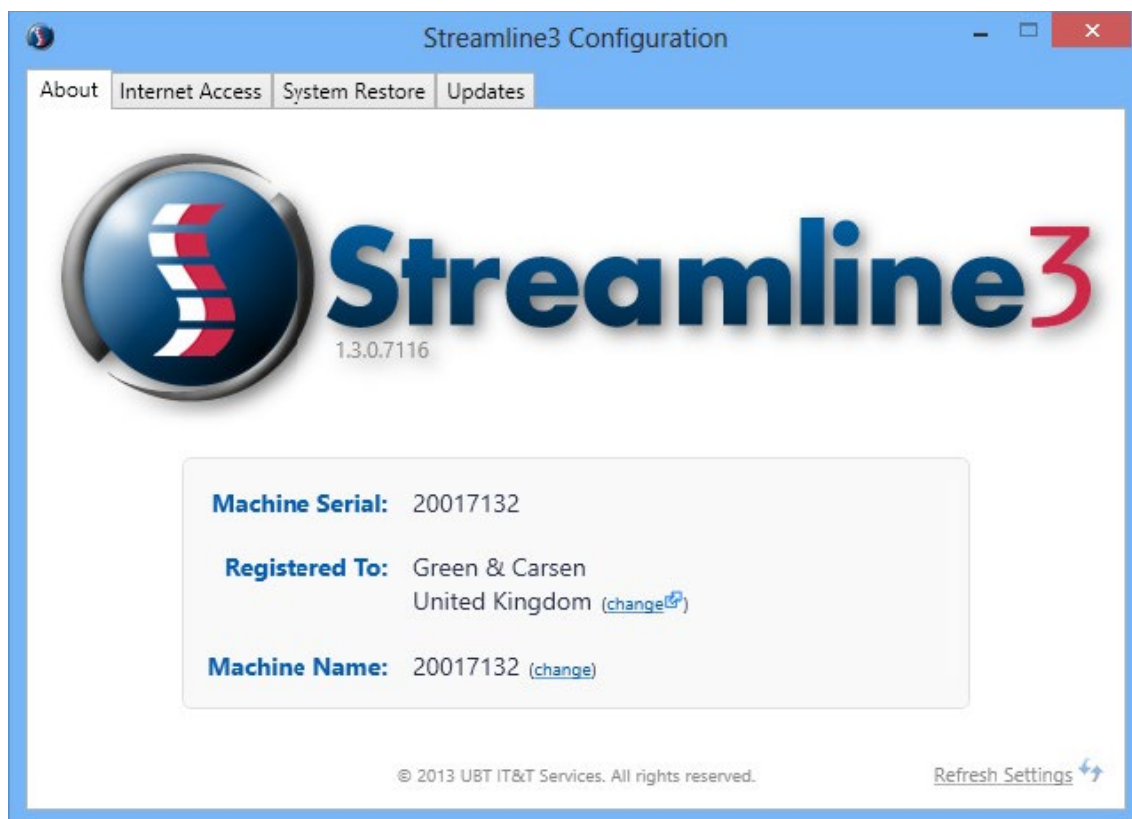 Streamline3 Configuration
About Internet Access System Restore Updates
Streamline3
1.3.0.7116
Machine Serial: 20017132
Registered To: Green & Carsen
United Kingdom (change)
Machine Name: 20017132 (change)
© 2013 UBT IT&T Services. All rights reserved. Refresh Settings